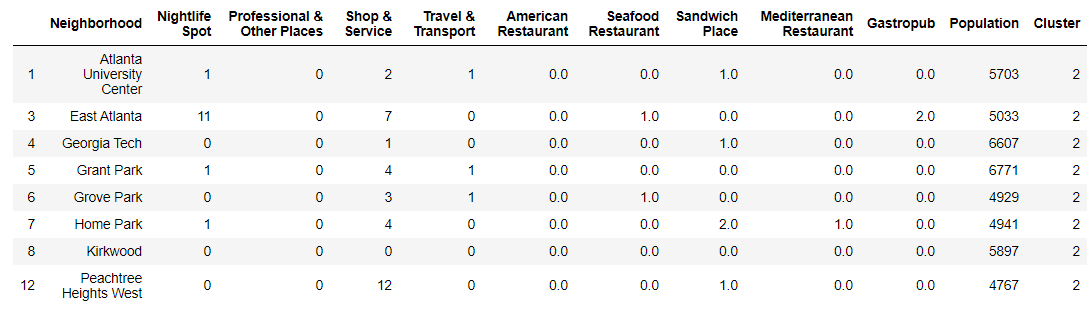 Neighborhood Nightlife Spot Professional & Other Places Shop & Service Travel & Transport American Restaurant Seafood Restaurant Sandwich Place Mediterranean Restaurant Gastropub Population Cluster
1 Atlanta University Center 1 0 2 1 0.0 0.0 1.0 0.0 0.0 5703 2
3 East Atlanta 11 0 7 0 0.0 1.0 0.0 0.0 2.0 5033 2
4 Georgia Tech 0 0 1 0 0.0 0.0 1.0 0.0 0.0 6607 2
5 Grant Park 1 0 4 1 0.0 0.0 0.0 0.0 0.0 6771 2
6 Grove Park 0 0 3 1 0.0 1.0 0.0 0.0 0.0 4929 2
7 Home Park 1 0 4 0 0.0 0.0 2.0 1.0 0.0 4941 2
8 Kirkwood 0 0 0 0 0.0 0.0 0.0 0.0 0.0 5897 2
12 Peachtree Heights West 0 0 12 0 0.0 0.0 1.0 0.0 0.0 4767 2